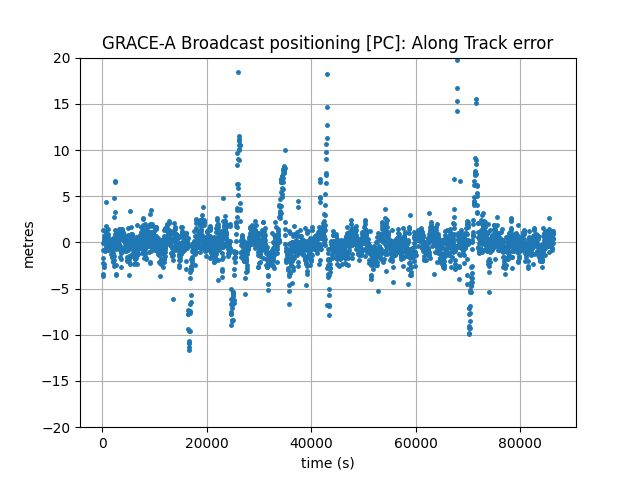 GRACE-A Broadcast positioning [PC]: Along Track error
20
15
10
5
0
−5
−10
−15
−20
metres
0 20000 40000 60000 80000
time (s)